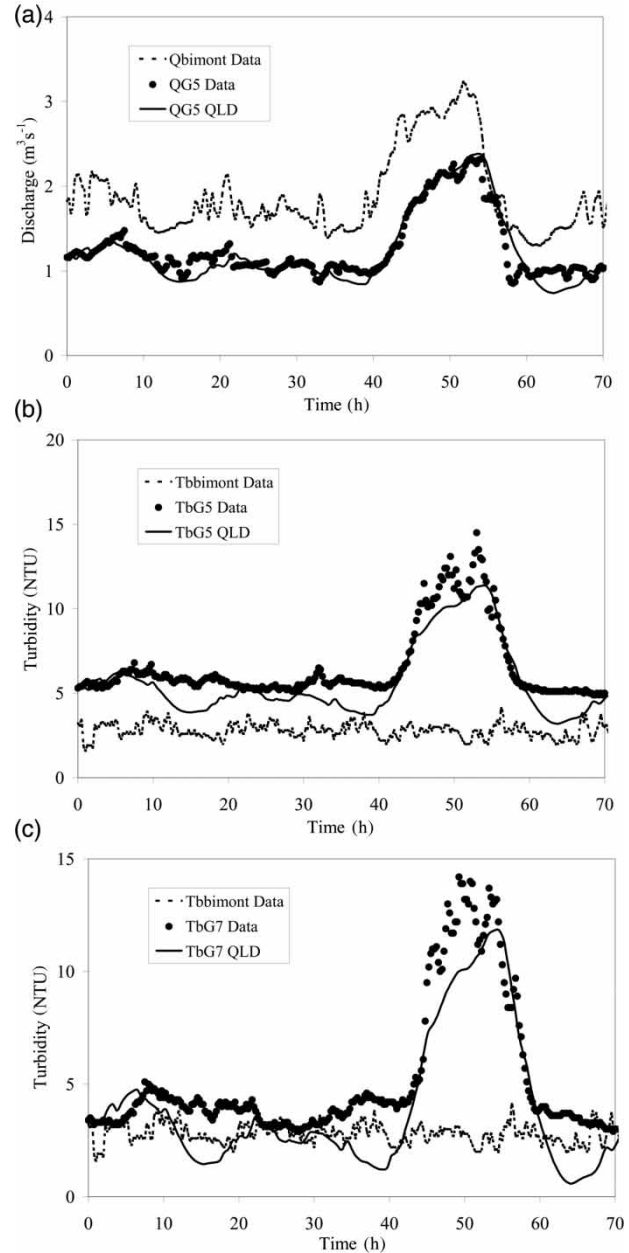 (a)
4
3
2
1
0
Discharge (m³s⁻¹)
Qbimont Data
QG5 Data
QG5 QLD
0 10 20 30 40 50 60 70
Time (h)
(b)
20
15
10
5
0
Turbidity (NTU)
Tbbimont Data
TbG5 Data
TbG5 QLD
0 10 20 30 40 50 60 70
Time (h)
(c)
15
10
5
0
Turbidity (NTU)
Tbbimont Data
TbG7 Data
TbG7 QLD
0 10 20 30 40 50 60 70
Time (h)